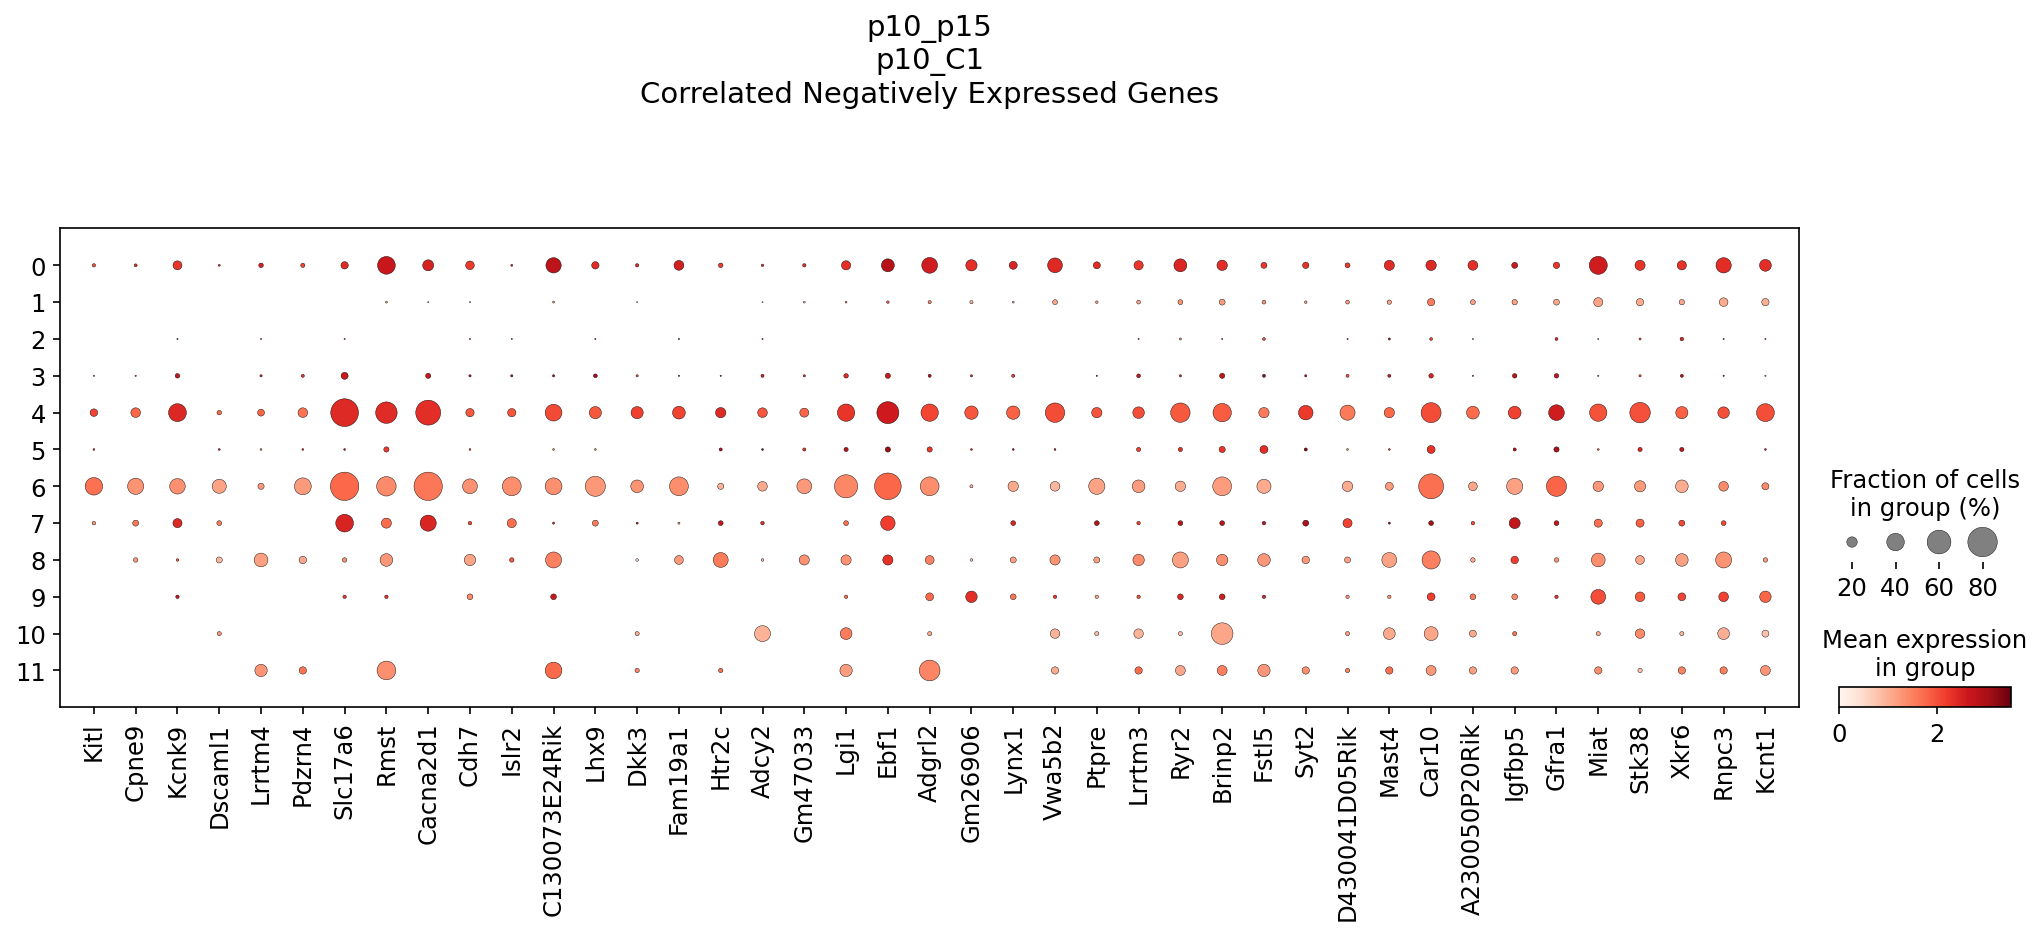 p10_p15
p10_C1
Correlated Negatively Expressed Genes
0
1
2
3
4
5
6
7
8
9
10
11
Kitl
Cpne9
Kcnk9
Dscaml1
Lrrtm4
Pdzrn4
Slc17a6
Rmst
Cacna2d1
Cdh7
Islr2
C130073E24Rik
Lhx9
Dkk3
Fam19a1
Htr2c
Adcy2
Gm47033
Lgi1
Ebf1
Adgrl2
Gm26906
Lynx1
Vwa5b2
Ptpre
Lrrtm3
Ryr2
Brinp2
Fstl5
Syt2
D430041D05Rik
Mast4
Car10
A230050P20Rik
Igfbp5
Gfra1
Miat
Stk38
Xkr6
Rnpc3
Kcnt1
Fraction of cells
in group (%)
20 40 60 80
Mean expression
in group
0 2